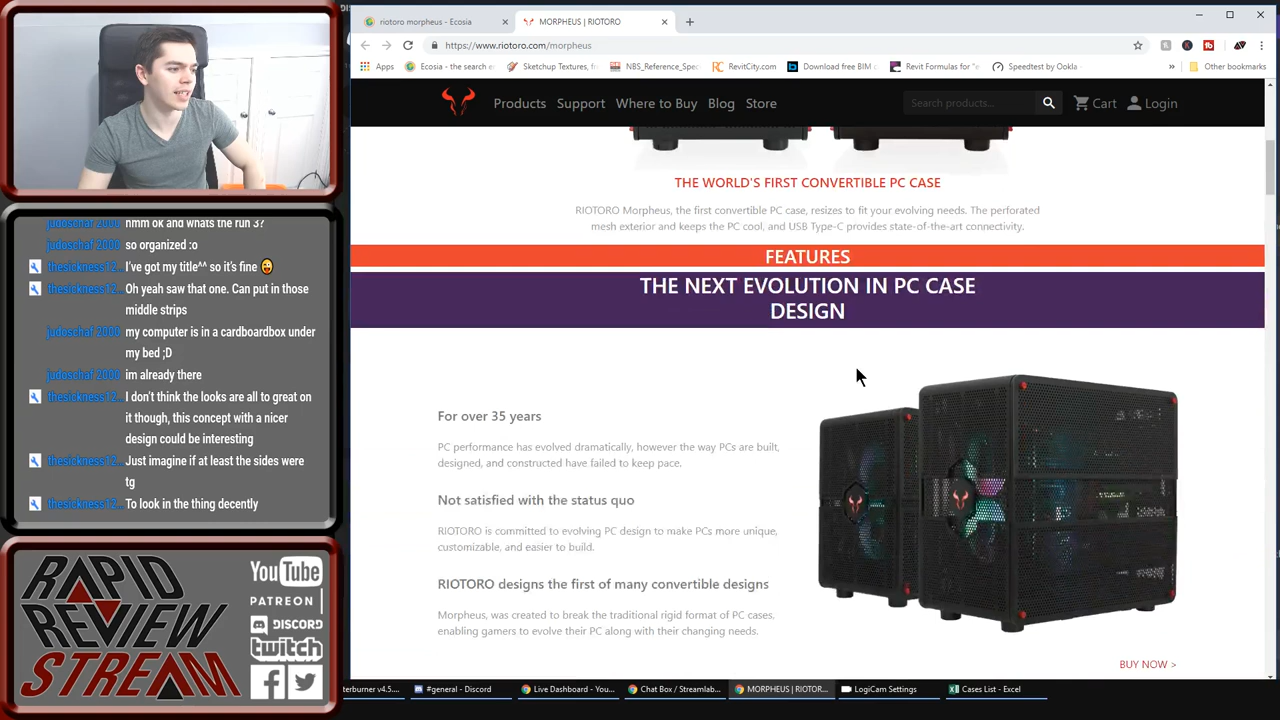 riotoro morpheus - Ecosia
MORPHEUS | RIOTORO
https://www.riotoro.com/morpheus
Apps
Ecosia - the search e
Sketchup Textures, fr
NBS_Reference_Spec
RevitCity.com
Download free BIM c
Revit Formulas for "e
Speedtest by Ookla -
»
Other bookmarks
Products Support Where to Buy Blog Store
Search products...
Cart
Login
THE WORLD'S FIRST CONVERTIBLE PC CASE
RIOTORO Morpheus, the first convertible PC case, resizes to fit your evolving needs. The perforated
mesh exterior and keeps the PC cool, and USB Type-C provides state-of-the-art connectivity.
FEATURES
THE NEXT EVOLUTION IN PC CASE
DESIGN
For over 35 years
PC performance has evolved dramatically, however the way PCs are built,
designed, and constructed have failed to keep pace.
Not satisfied with the status quo
RIOTORO is committed to evolving PC design to make PCs more unique,
customizable, and easier to build.
RIOTORO designs the first of many convertible designs
Morpheus, was created to break the traditional rigid format of PC cases.
enabling gamers to evolve their PC along with their changing needs.
BUY NOW >
judoschaf 2000 hmm ok and whats the run 3?
judoschaf 2000 so organized :o
thesickness12... I've got my title^^ so it's fine 😜
thesickness12... Oh yeah saw that one. Can put in those
middle strips
judoschaf 2000 my computer is in a cardboardbox under
my bed ;D
judoschaf 2000 im already there
thesickness12... I don't think the looks are all to great on
it though, this concept with a nicer
design could be interesting
thesickness12... Just imagine if at least the sides were
tg
thesickness12... To look in the thing decently
RAPID
REVIEW
STREAM
YouTube
PATREON
DISCORD
twitch
terburner v4.5....
#general - Discord
Live Dashboard - You...
Chat Box / Streamlab...
MORPHEUS | RIOTOR...
LogiCam Settings
Cases List - Excel